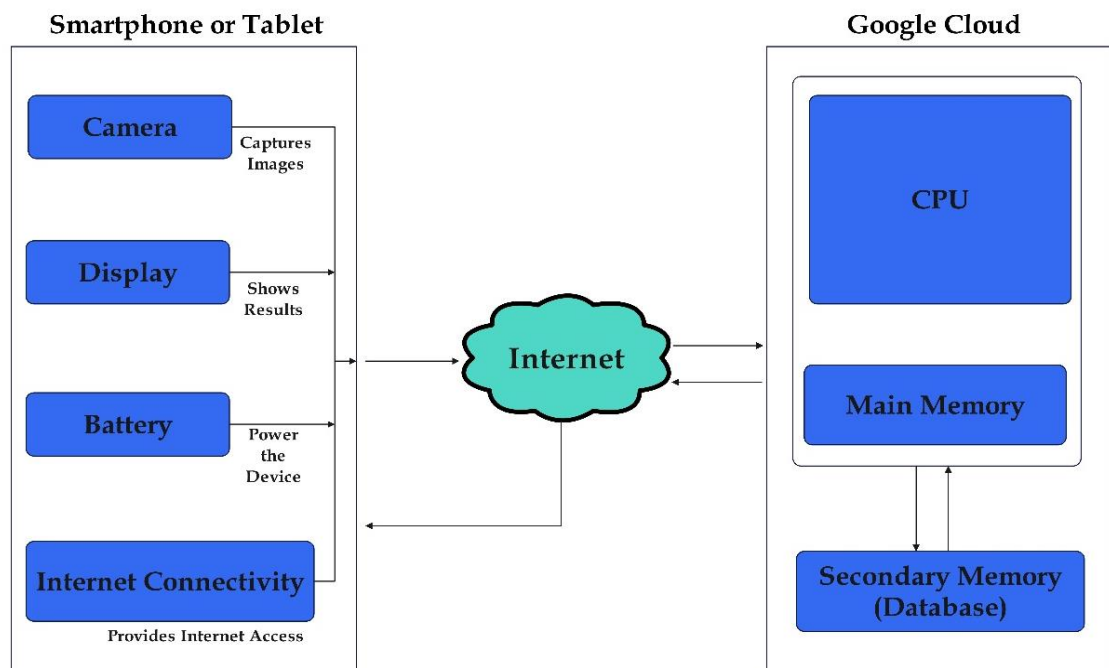 Smartphone or Tablet
Camera
Captures
Images
Display
Shows
Results
Battery
Power
the
Device
Internet Connectivity
Provides Internet Access
Internet
Google Cloud
CPU
Main Memory
Secondary Memory
(Database)